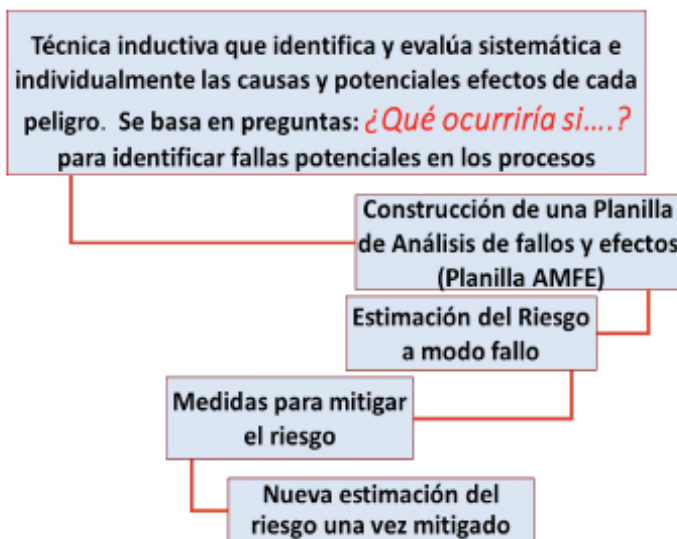 Técnica inductiva que identifica y evalúa sistemática e
individualmente las causas y potenciales efectos de cada
peligro. Se basa en preguntas: ¿Qué ocurriría si....?
para identificar fallas potenciales en los procesos
Construcción de una Planilla
de Análisis de fallos y efectos
(Planilla AMFE)
Estimación del Riesgo
a modo fallo
Medidas para mitigar
el riesgo
Nueva estimación del
riesgo una vez mitigado